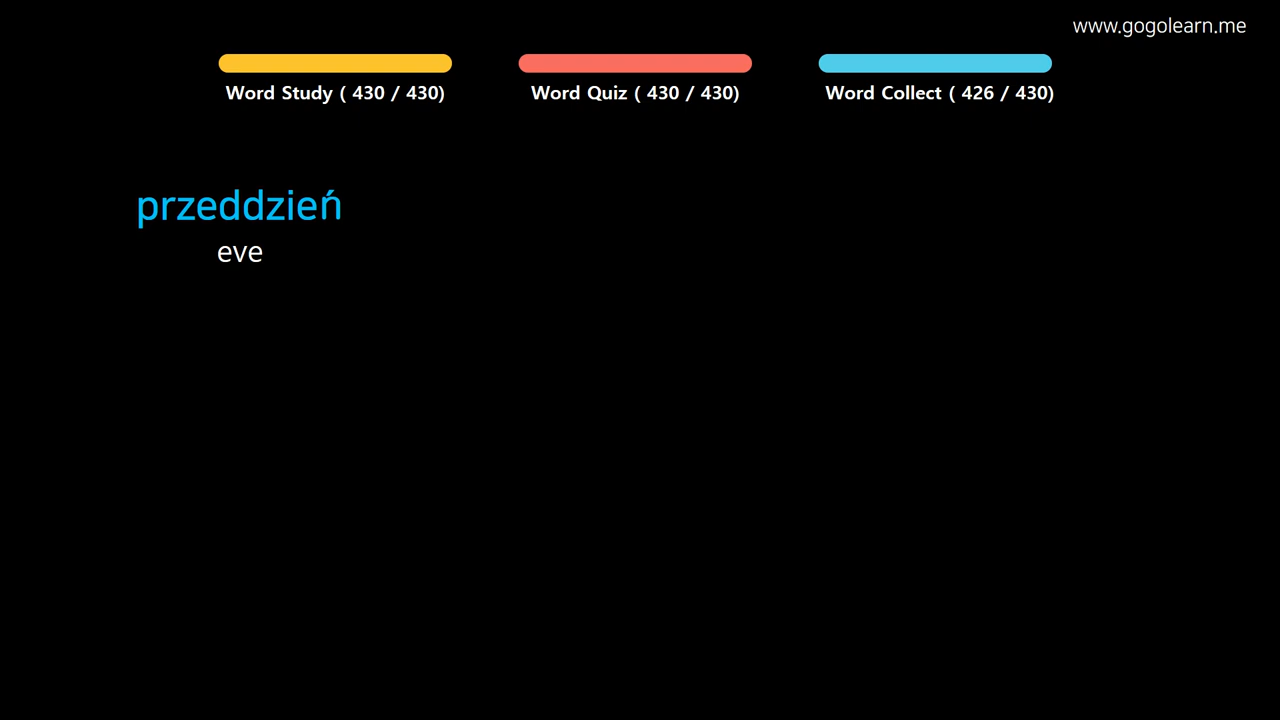 www.gogolearn.me
Word Study ( 430 / 430)
Word Quiz ( 430 / 430)
Word Collect ( 426 / 430)
przeddzień
eve